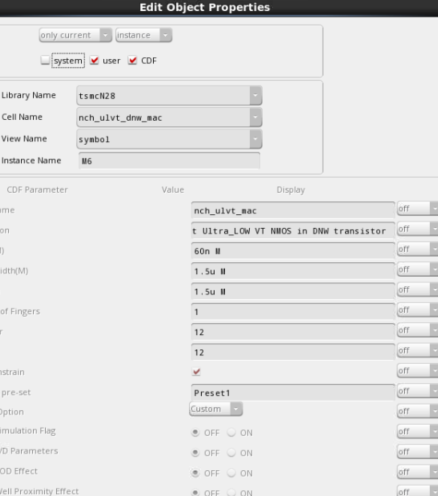 Edit Object Properties
only current instance
system user CDF
Library Name tsmcN28
Cell Name nch_ulvt_dnw_mac
View Name symbol
Instance Name M6
CDF Parameter Value Display
ame nch_ulvt_mac off
on t Ultra_LOW VT NMOS in DNW transistor off
) 60n M off
idth(M) 1.5u M off
1.5u M off
of Fingers 1 off
r 12 off
12 off
nstrain off
pre-set Preset1 off
Option Custom off
imulation Flag OFF ON off
/D Parameters OFF ON off
OD Effect OFF ON off
Well Proximity Effect OFF ON off